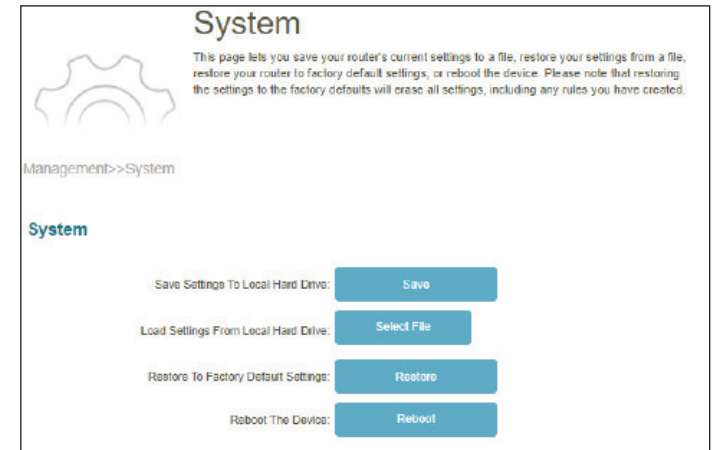 System
This page lets you save your router's current settings to a file, restore your settings from a file,
restore your router to factory default settings, or reboot the device. Please note that restoring
the settings to the factory defaults will erase all settings, including any rules you have created.
Management>>System
System
Save Settings To Local Hard Drive: Save
Load Settings From Local Hard Drive: Select File
Restore To Factory Default Settings: Restore
Reboot The Device: Reboot